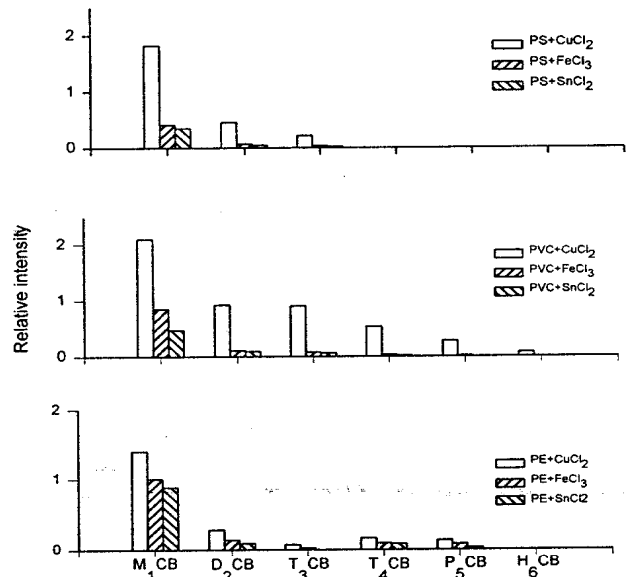 2
PS+CuCl2
PS+FeCl3
PS+SnCl2
1
0
Relative intensity
2
PVC+CuCl2
PVC+FeCl3
PVC+SnCl2
1
0
2
PE+CuCl2
PE+FeCl3
PE+SnCl2
1
0
M1CB D2CB T3CB T4CB P5CB H6CB